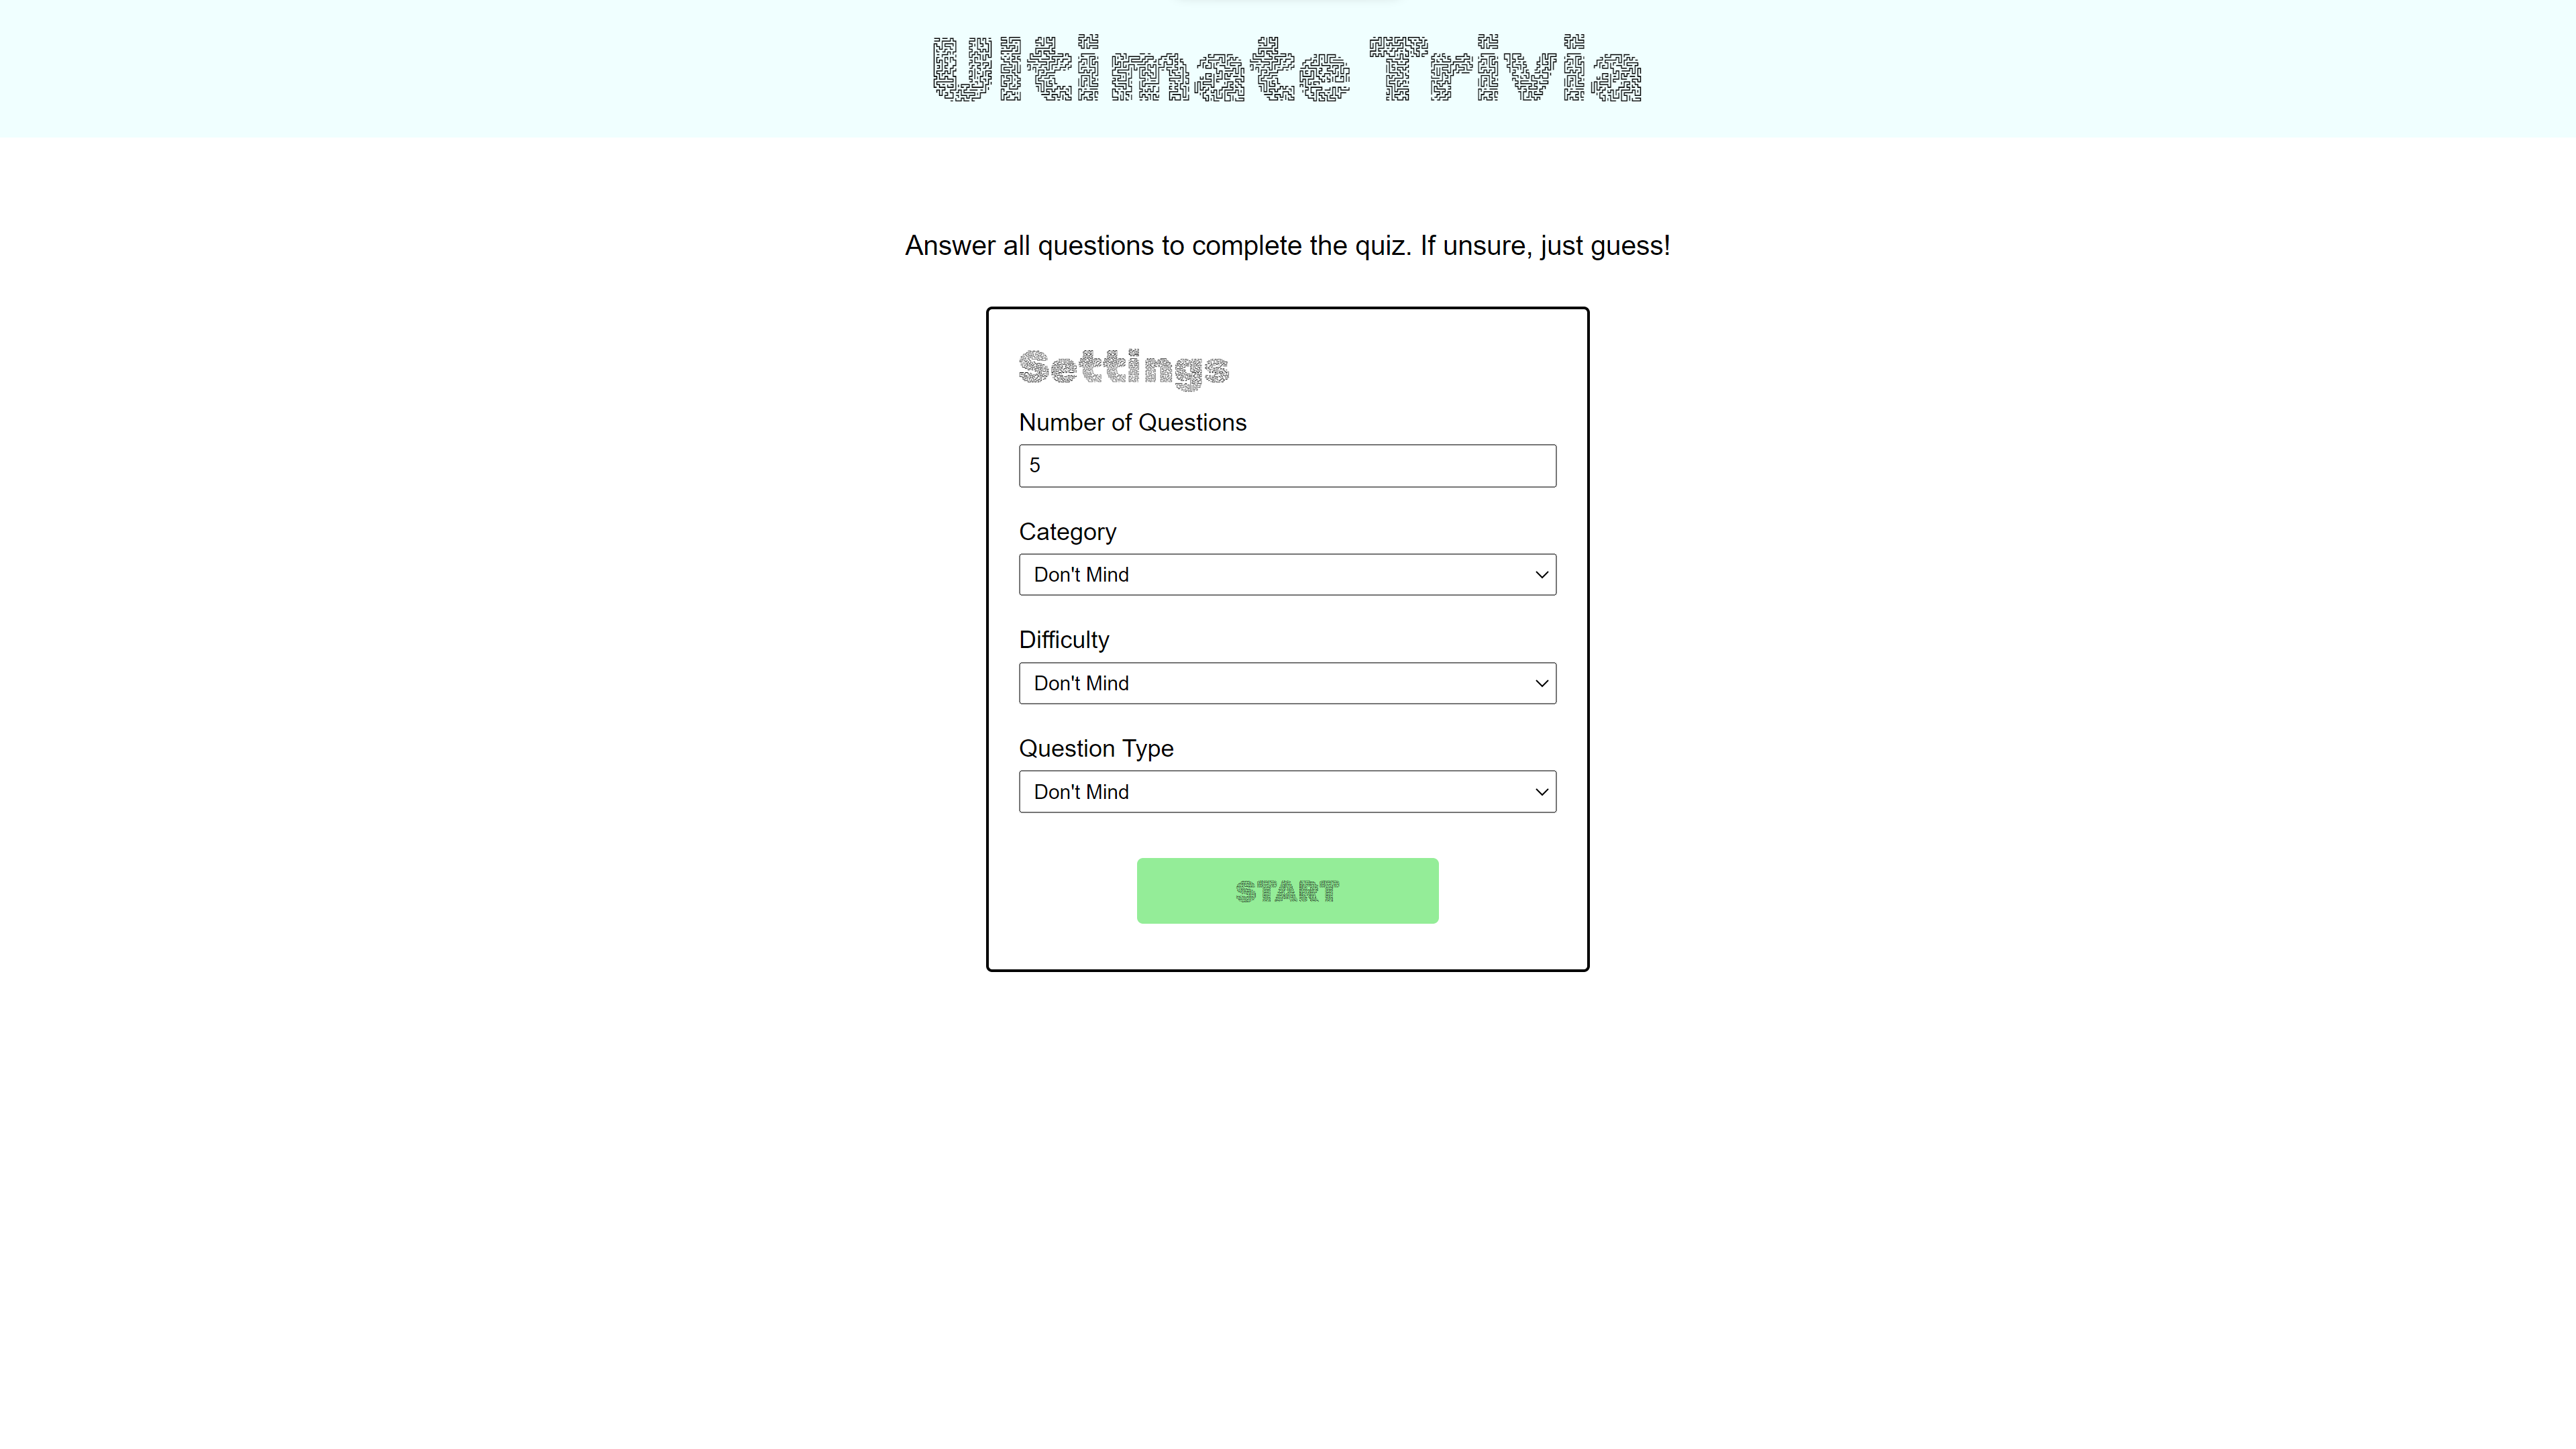 Ultimate Trivia
Answer all questions to complete the quiz. If unsure, just guess!
Settings
Number of Questions
5
Category
Don't Mind
Difficulty
Don't Mind
Question Type
Don't Mind
START